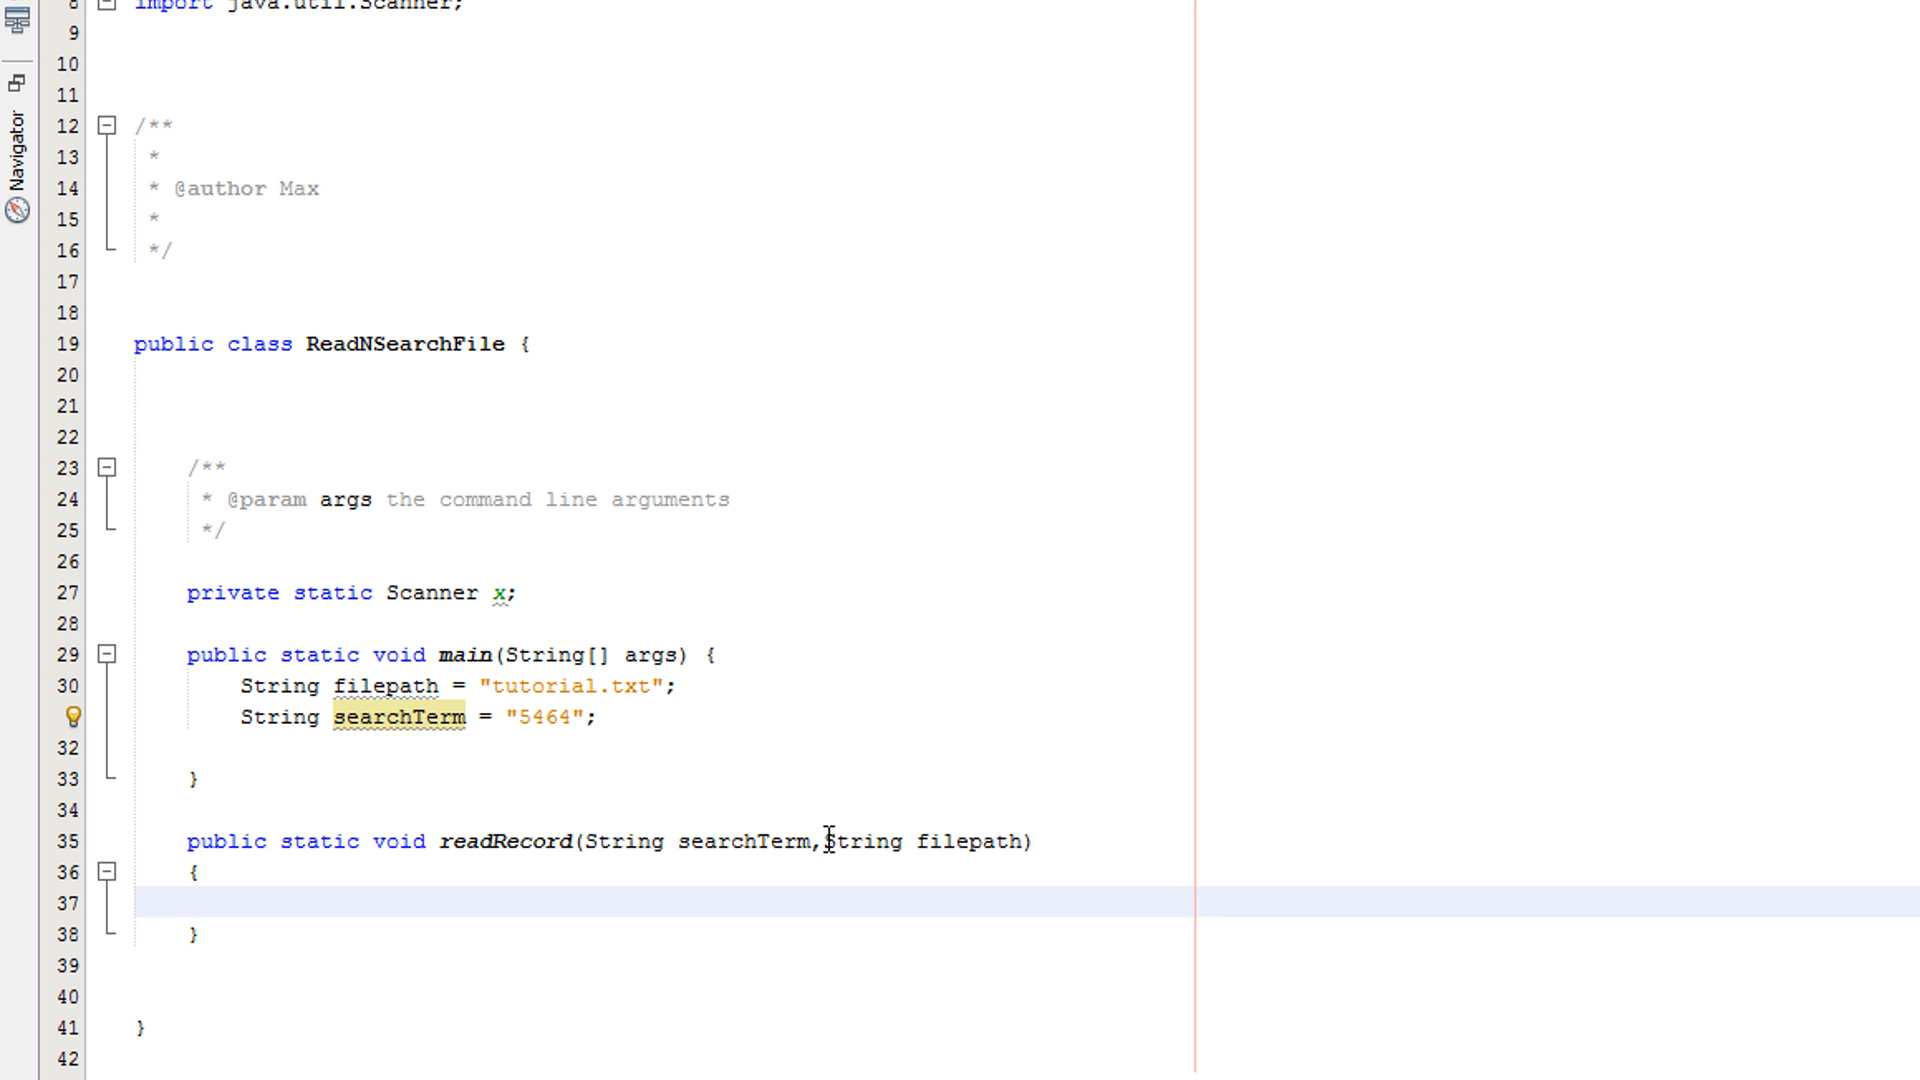 Navigator
8 import java.util.Scanner;
9
10
11
12 /**
13 *
14 * @author Max
15 *
16 */
17
18
19 public class ReadNSearchFile {
20
21
22
23 /**
24 * @param args the command line arguments
25 */
26
27 private static Scanner x;
28
29 public static void main(String[] args) {
30 String filepath = "tutorial.txt";
String searchTerm = "5464";
32
33 }
34
35 public static void readRecord(String searchTerm,String filepath)
36 {
37
38 }
39
40
41 }
42